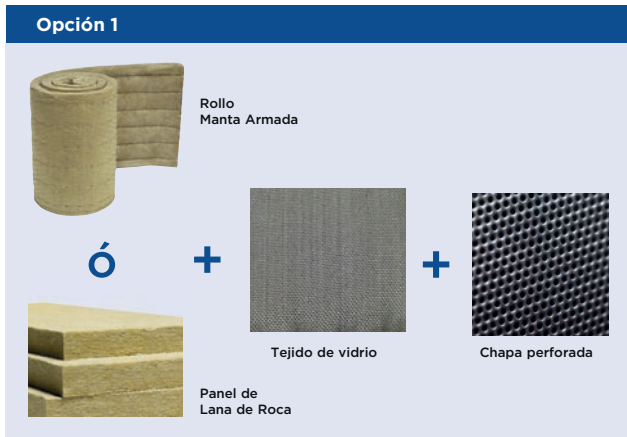 Opción 1
Rollo
Manta Armada
Ó
+
+
Tejido de vidrio
Chapa perforada
Panel de
Lana de Roca